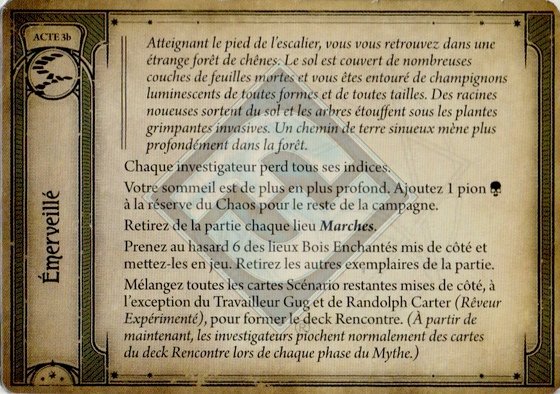 ACTE 3b
Émerveillé
Atteignant le pied de l'escalier, vous vous retrouvez dans une
étrange forêt de chênes. Le sol est couvert de nombreuses
couches de feuilles mortes et vous êtes entouré de champignons
luminescents de toutes formes et de toutes tailles. Des racines
noueuses sortent du sol et les arbres étouffent sous les plantes
grimpantes invasives. Un chemin de terre sinueux mène plus
profondément dans la forêt.
Chaque investigateur perd tous ses indices.
Votre sommeil est de plus en plus profond. Ajoutez 1 pion
à la réserve du Chaos pour le reste de la campagne.
Retirez de la partie chaque lieu Marches.
Prenez au hasard 6 des lieux Bois Enchantés mis de côté et
mettez-les en jeu. Retirez les autres exemplaires de la partie.
Mélangez toutes les cartes Scénario restantes mises de côté, à
l'exception du Travailleur Gug et de Randolph Carter (Rêveur
Expérimenté), pour former le deck Rencontre. (À partir de
maintenant, les investigateurs piochent normalement des cartes
du deck Rencontre lors de chaque phase du Mythe.)